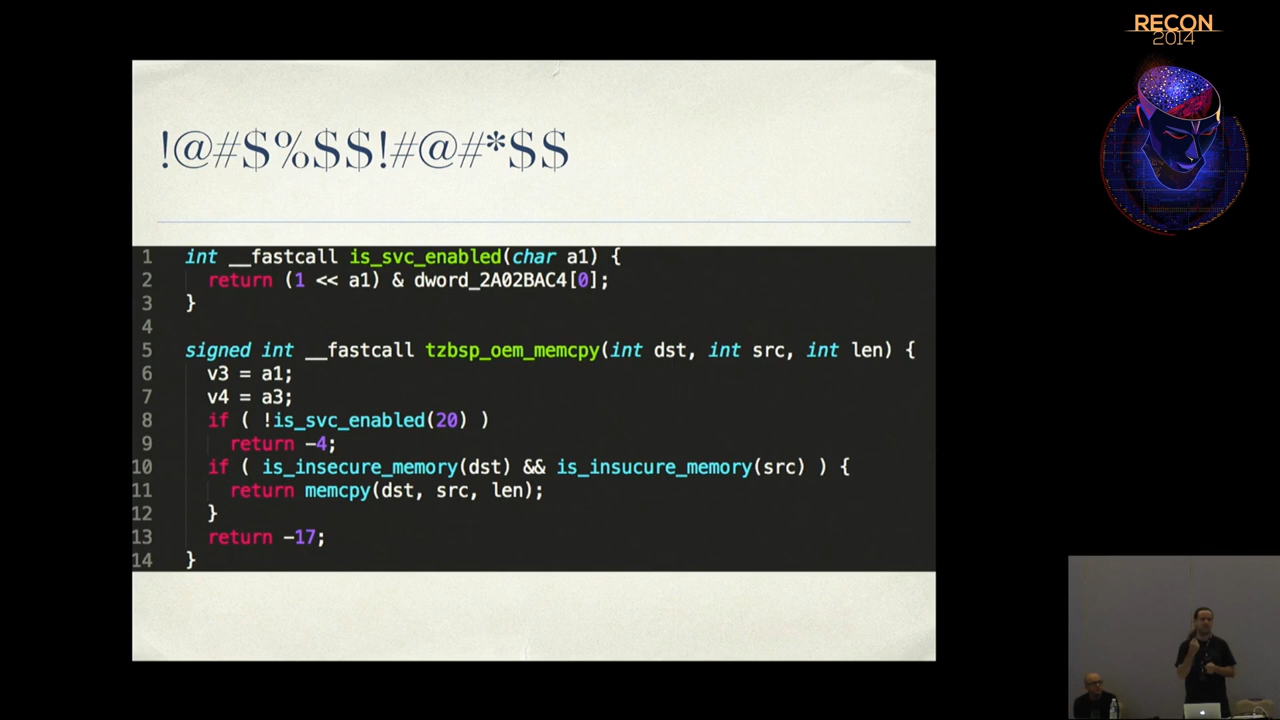 RECON
2014
!@#$%$$!#@#*$$
1 int __fastcall is_svc_enabled(char a1) {
2 return (1 << a1) & dword_2A02BAC4[0];
3 }
4
5 signed int __fastcall tzbsp_oem_memcpy(int dst, int src, int len) {
6 v3 = a1;
7 v4 = a3;
8 if ( !is_svc_enabled(20) )
9 return -4;
10 if ( is_insecure_memory(dst) && is_insucure_memory(src) ) {
11 return memcpy(dst, src, len);
12 }
13 return -17;
14 }